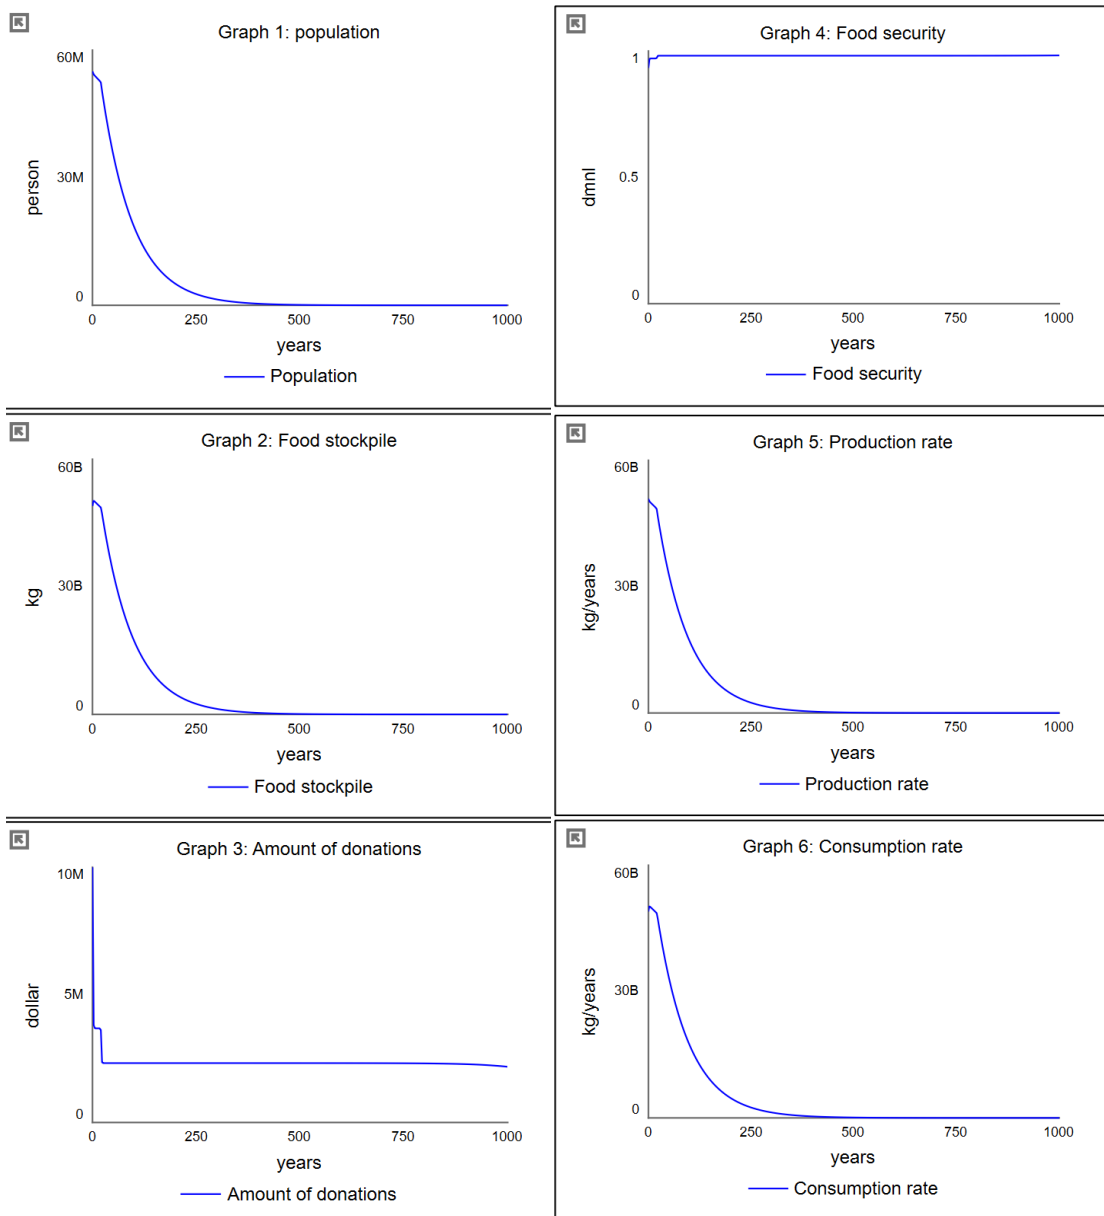 Graph 1: population
60M
30M
0
person
0 250 500 750 1000
years
Population
Graph 4: Food security
1
0.5
0
dmnl
0 250 500 750 1000
years
Food security
Graph 2: Food stockpile
60B
30B
0
kg
0 250 500 750 1000
years
Food stockpile
Graph 5: Production rate
60B
30B
0
kg/years
0 250 500 750 1000
years
Production rate
Graph 3: Amount of donations
10M
5M
0
dollar
0 250 500 750 1000
years
Amount of donations
Graph 6: Consumption rate
60B
30B
0
kg/years
0 250 500 750 1000
years
Consumption rate